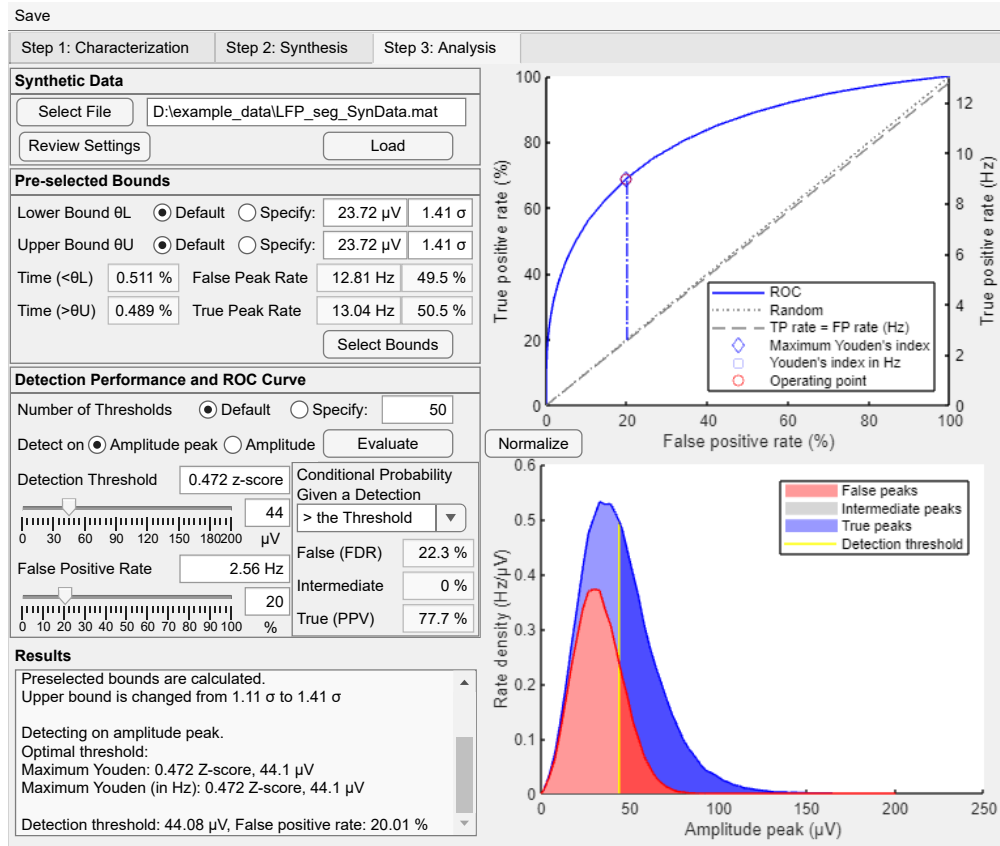 Save
Step 1: Characterization
Step 2: Synthesis
Step 3: Analysis
Synthetic Data
Select File
D:\example_data\LFP_seg_SynData.mat
Review Settings
Load
Pre-selected Bounds
Lower Bound θL Default Specify: 23.72 µV 1.41 σ
Upper Bound θU Default Specify: 23.72 µV 1.41 σ
Time (<θL) 0.511 % False Peak Rate 12.81 Hz 49.5 %
Time (>θU) 0.489 % True Peak Rate 13.04 Hz 50.5 %
Select Bounds
Detection Performance and ROC Curve
Number of Thresholds Default Specify: 50
Detect on Amplitude peak Amplitude Evaluate
Detection Threshold 0.472 z-score
44
0 30 60 90 120 150 180200 µV
False Positive Rate 2.56 Hz
20
0 10 20 30 40 50 60 70 80 90 100 %
Conditional Probability
Given a Detection
> the Threshold
False (FDR) 22.3 %
Intermediate 0 %
True (PPV) 77.7 %
Results
Preselected bounds are calculated.
Upper bound is changed from 1.11 σ to 1.41 σ
Detecting on amplitude peak.
Optimal threshold:
Maximum Youden: 0.472 Z-score, 44.1 µV
Maximum Youden (in Hz): 0.472 Z-score, 44.1 µV
Detection threshold: 44.08 µV, False positive rate: 20.01 %
True positive rate (%)
100
80
60
40
20
0
0 20 40 60 80 100
False positive rate (%)
12
10
8
6
4
2
0
True positive rate (Hz)
ROC
Random
TP rate = FP rate (Hz)
Maximum Youden's index
Youden's index in Hz
Operating point
Normalize
Rate density (Hz/µV)
0.6
0.5
0.4
0.3
0.2
0.1
0
0 50 100 150 200 250
Amplitude peak (µV)
False peaks
Intermediate peaks
True peaks
Detection threshold